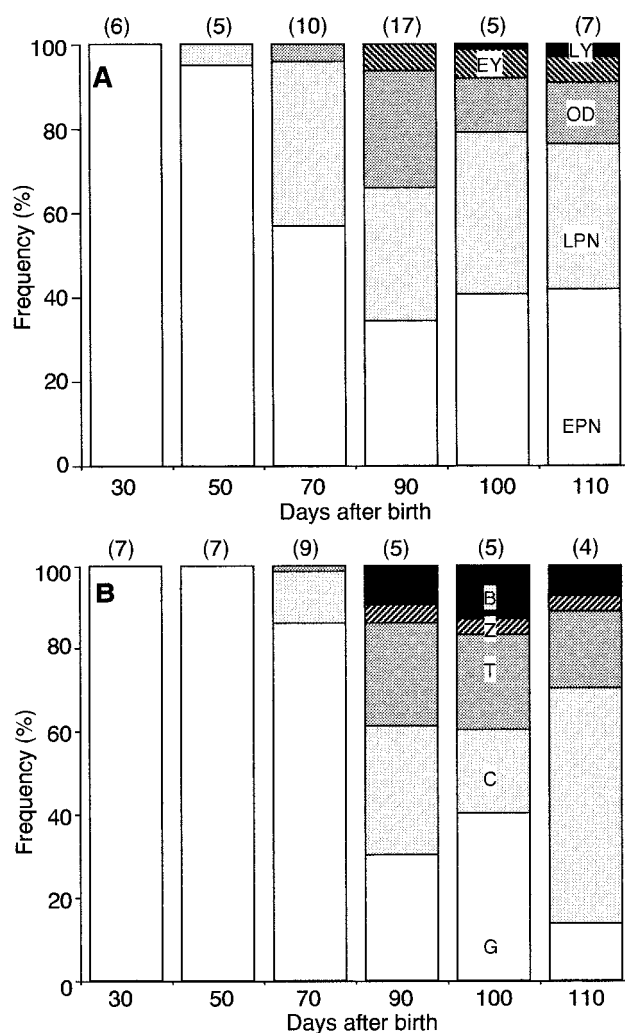 (6) (5) (10) (17) (5) (7)
100 A EY LY
80 OD
60 LPN
40
20 EPN
0
Frequency (%)
30 50 70 90 100 110
Days after birth
(7) (7) (9) (5) (5) (4)
100 B B
Z
80 T
60
C
40
20
G
0
Frequency (%)
30 50 70 90 100 110
Days after birth